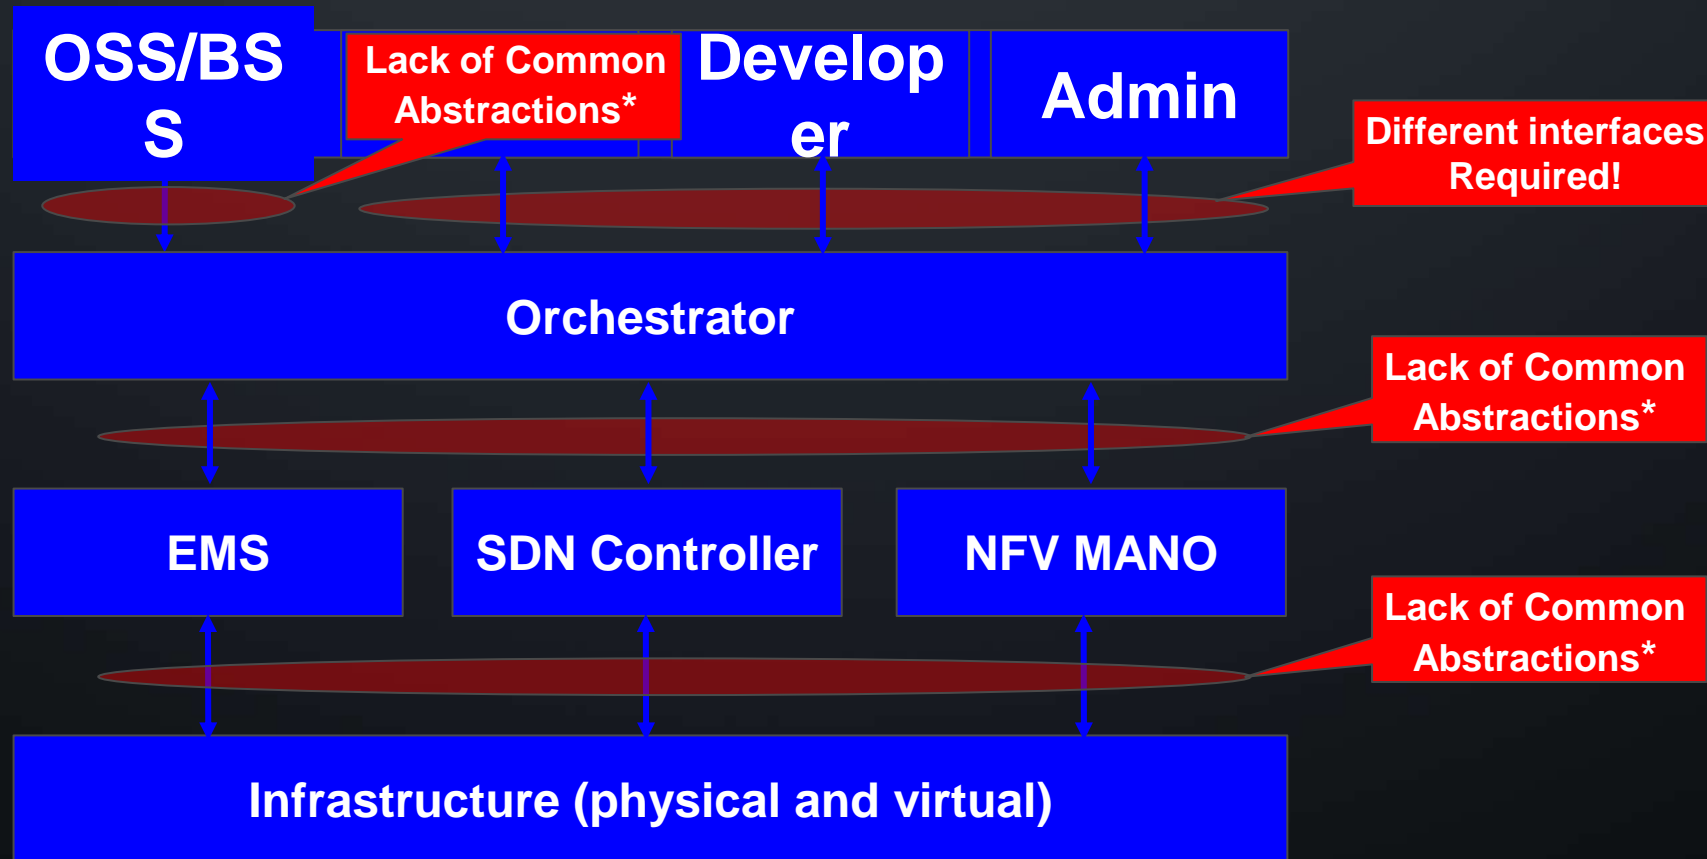 OSS/BS
S
Lack of Common
Abstractions*
Develop
er
Admin
Different interfaces
Required!
Orchestrator
Lack of Common
Abstractions*
EMS
SDN Controller
NFV MANO
Lack of Common
Abstractions*
Infrastructure (physical and virtual)